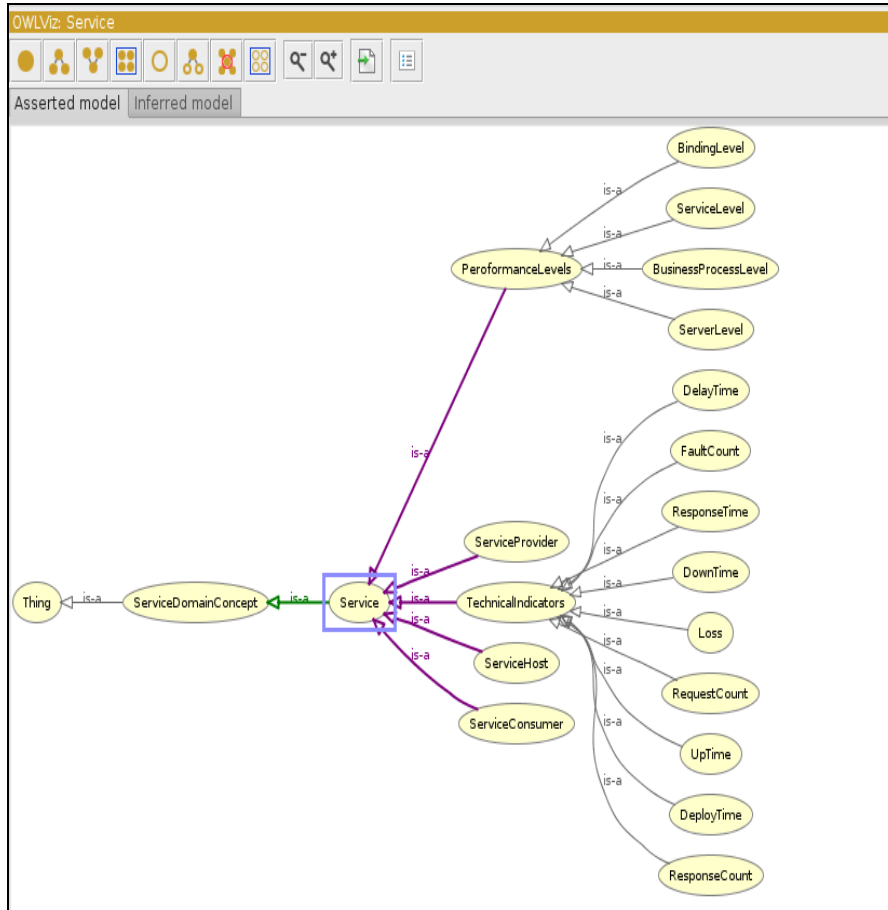 OWLViz: Service
Asserted model
Inferred model
BindingLevel
is-a
ServiceLevel
is-a
PeroformanceLevels
is-a
BusinessProcessLevel
is-a
ServerLevel
DelayTime
is-a
is-a
FaultCount
is-a
ResponseTime
ServiceProvider
is-a
is-a
DownTime
is-a
Thing
is-a
ServiceDomainConcept
is-a
Service
is-a
TechnicalIndicators
is-a
is-a
Loss
is-a
ServiceHost
is-a
is-a
RequestCount
ServiceConsumer
is-a
UpTime
is-a
DeployTime
ResponseCount